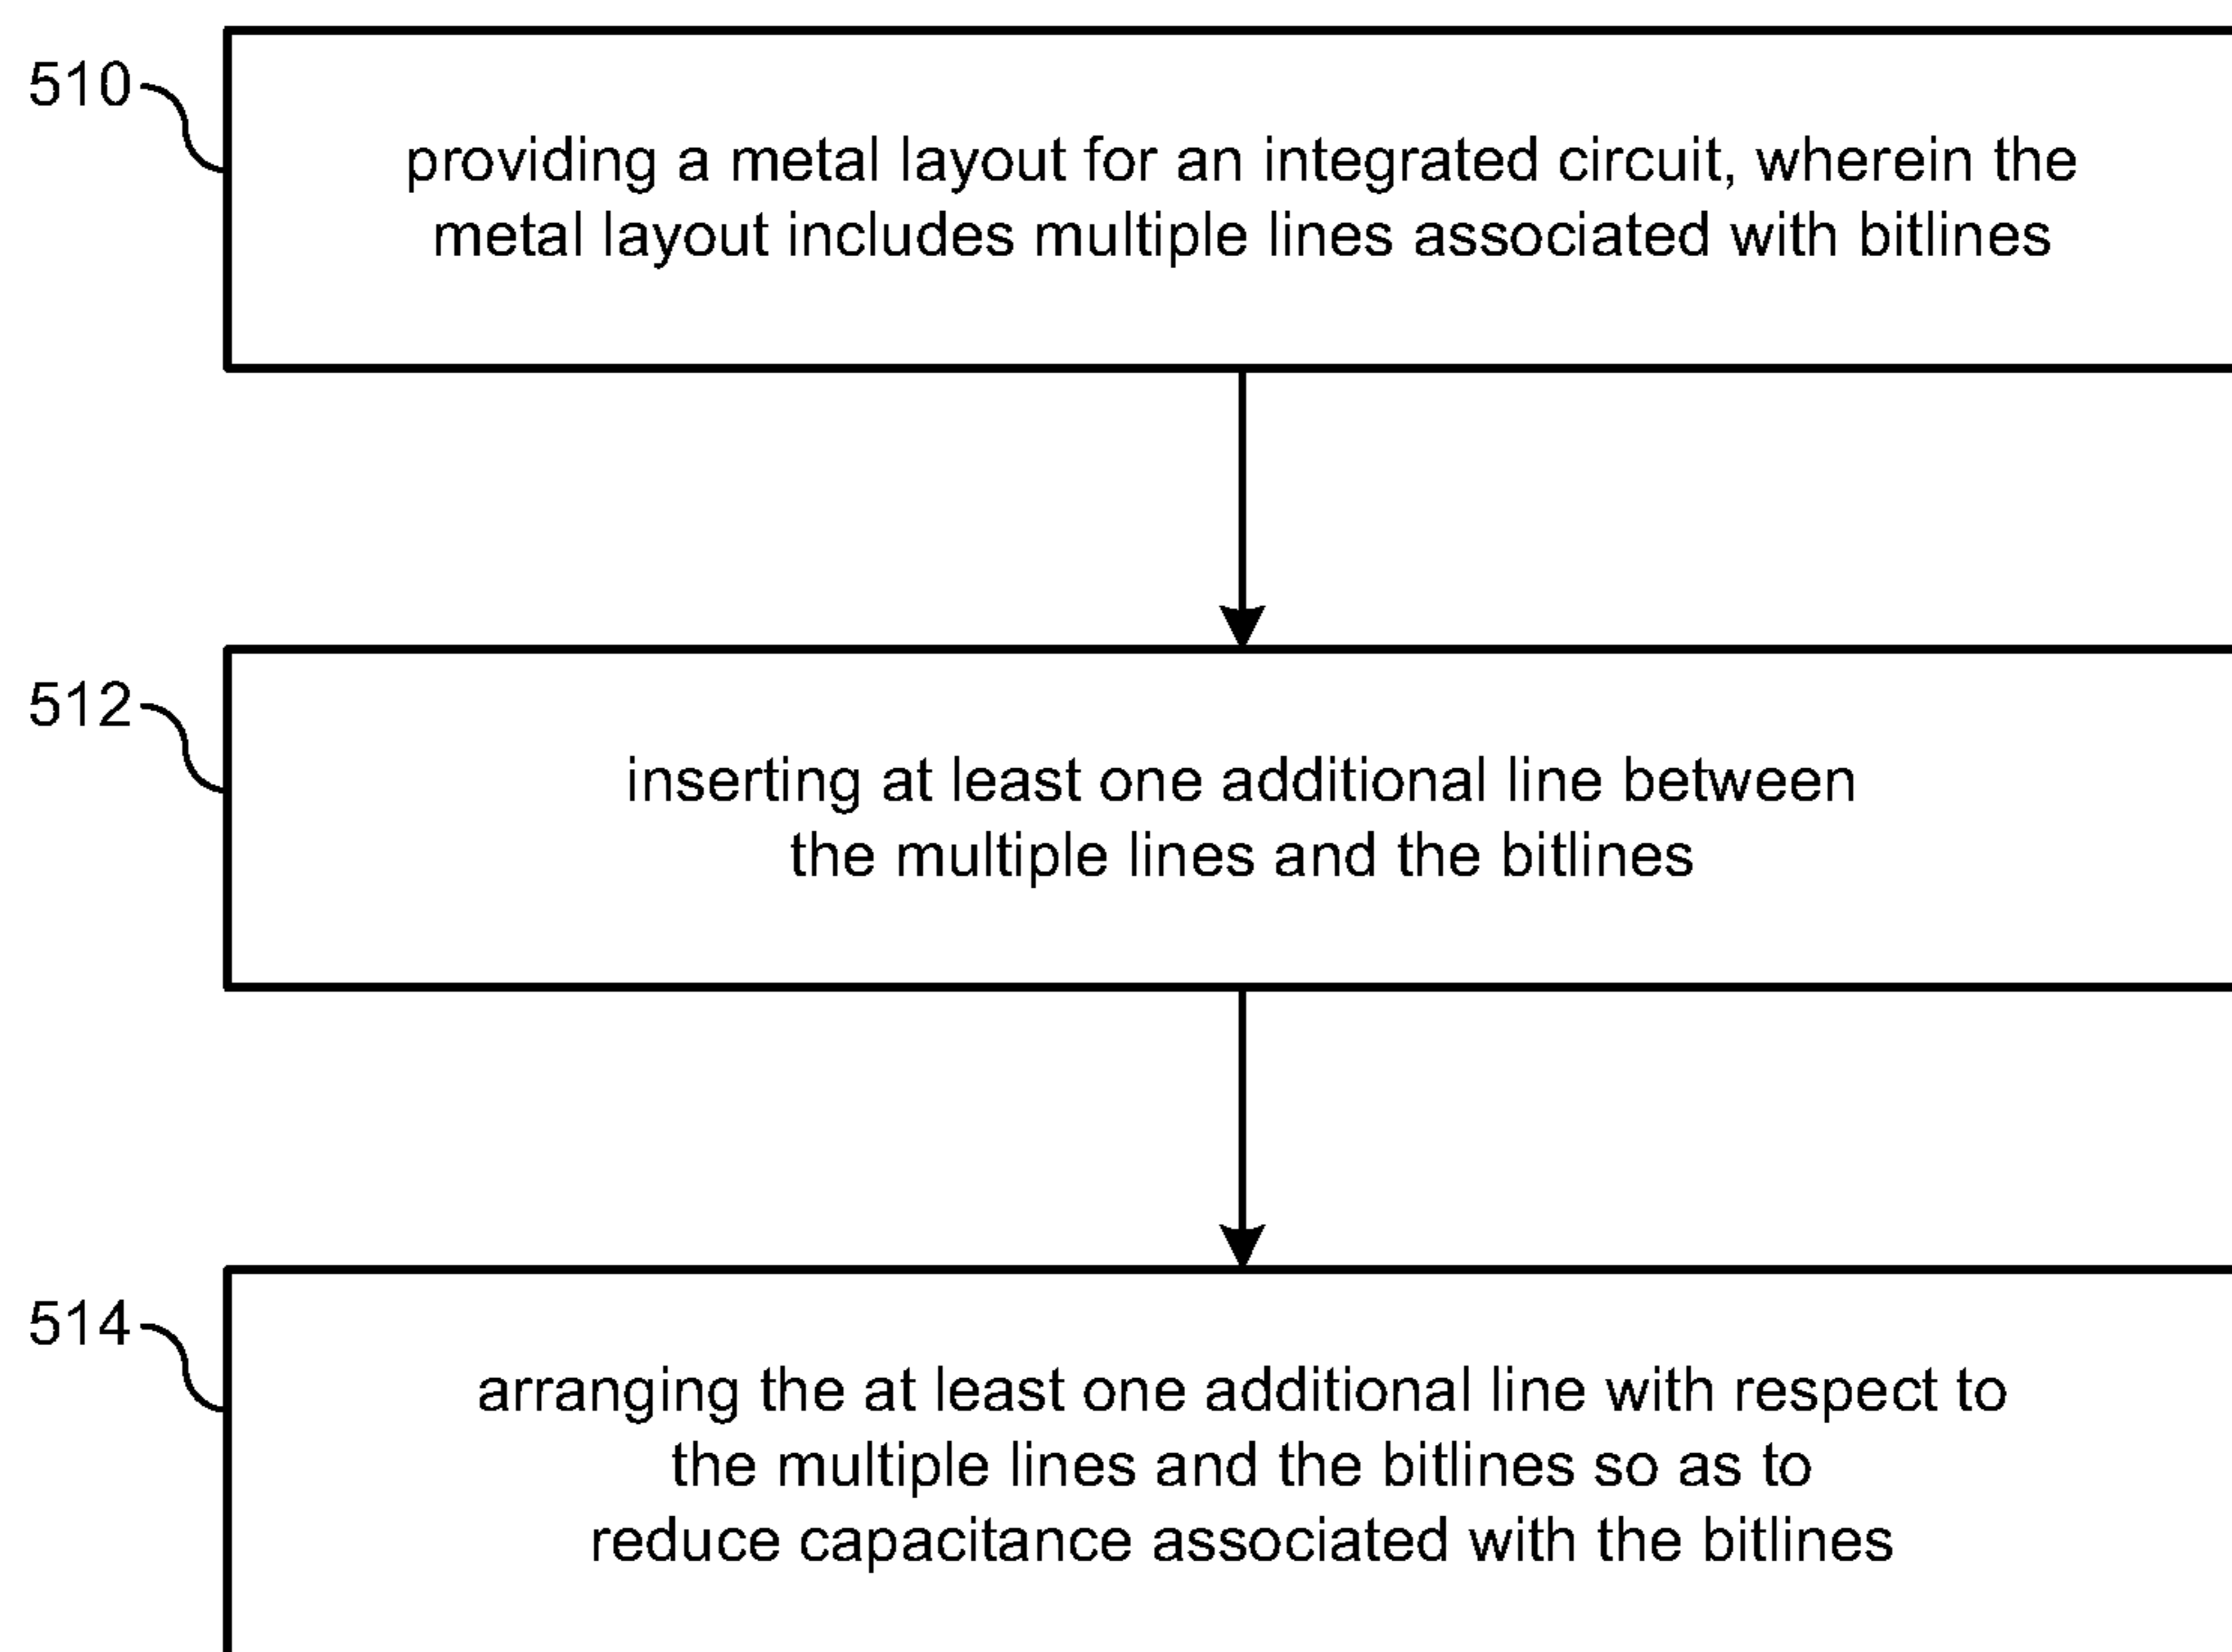 510
providing a metal layout for an integrated circuit, wherein the
metal layout includes multiple lines associated with bitlines
512
inserting at least one additional line between
the multiple lines and the bitlines
514
arranging the at least one additional line with respect to
the multiple lines and the bitlines so as to
reduce capacitance associated with the bitlines